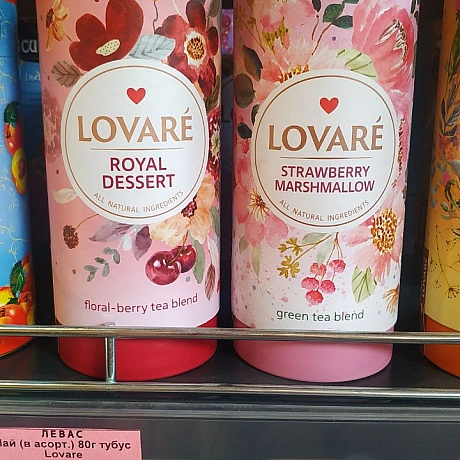 LOVARÉ
ROYAL
DESSERT
ALL NATURAL INGREDIENTS
floral-berry tea blend
LOVARÉ
STRAWBERRY
MARSHMALLOW
ALL NATURAL INGREDIENTS
green tea blend
ЛЕВАС
(в асорт.) 80г тубус
Lovare